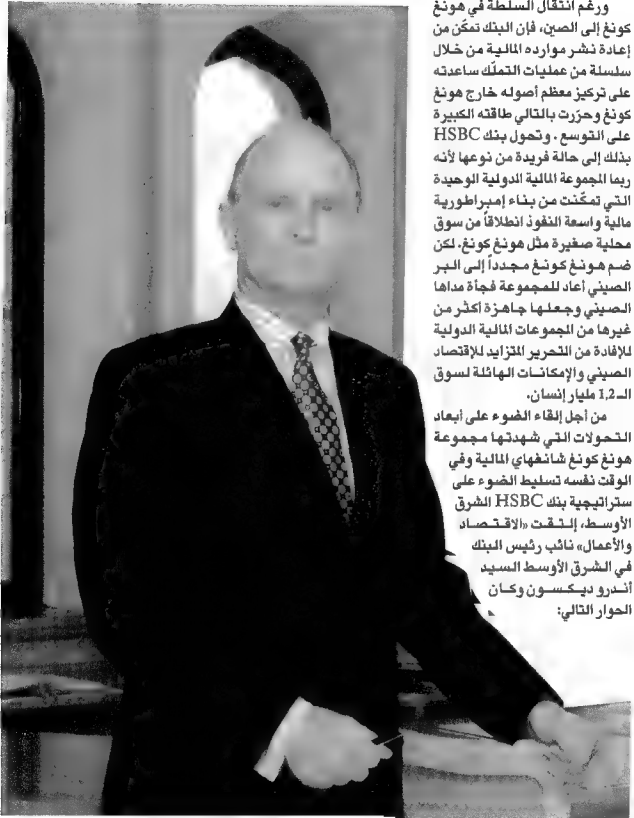 ورغم انتقال السلطة في هونغ
كونغ إلى الصين، فإن البنك تمكّن من
إعادة نشر موارده المالية من خلال
سلسلة من عمليات التملّك ساعدته
على تركيز معظم أصوله خارج هونغ
كونغ وحرّرت بالتالي طاقته الكبيرة
على التوسع. وتحول بنك HSBC
بذلك إلى حالة فريدة من نوعها لأنه
ربما المجموعة المالية الدولية الوحيدة
التي تمكّنت من بناء إمبراطورية
مالية واسعة النفوذ انطلاقاً من سوق
محلية صغيرة مثل هونغ كونغ. لكن
ضم هونغ كونغ مجدداً إلى البر
الصيني أعاد للمجموعة فجأة مداها
الصيني وجعلها جاهزة أكثر من
غيرها من المجموعات المالية الدولية
للإفادة من التحرير المتزايد للإقتصاد
الصيني والإمكانات الهائلة لسوق
الـ 1,2 مليار إنسان.
من أجل إلقاء الضوء على أبعاد
التحولات التي شهدتها مجموعة
هونغ كونغ شانغهاي المالية وفي
الوقت نفسه تسليط الضوء على
ستراتيجية بنك HSBC الشرق
الأوسط، إلتقت «الاقتصاد
والأعمال» نائب رئيس البنك
في الشرق الأوسط السيد
أندرو ديكسون وكان
الحوار التالي: